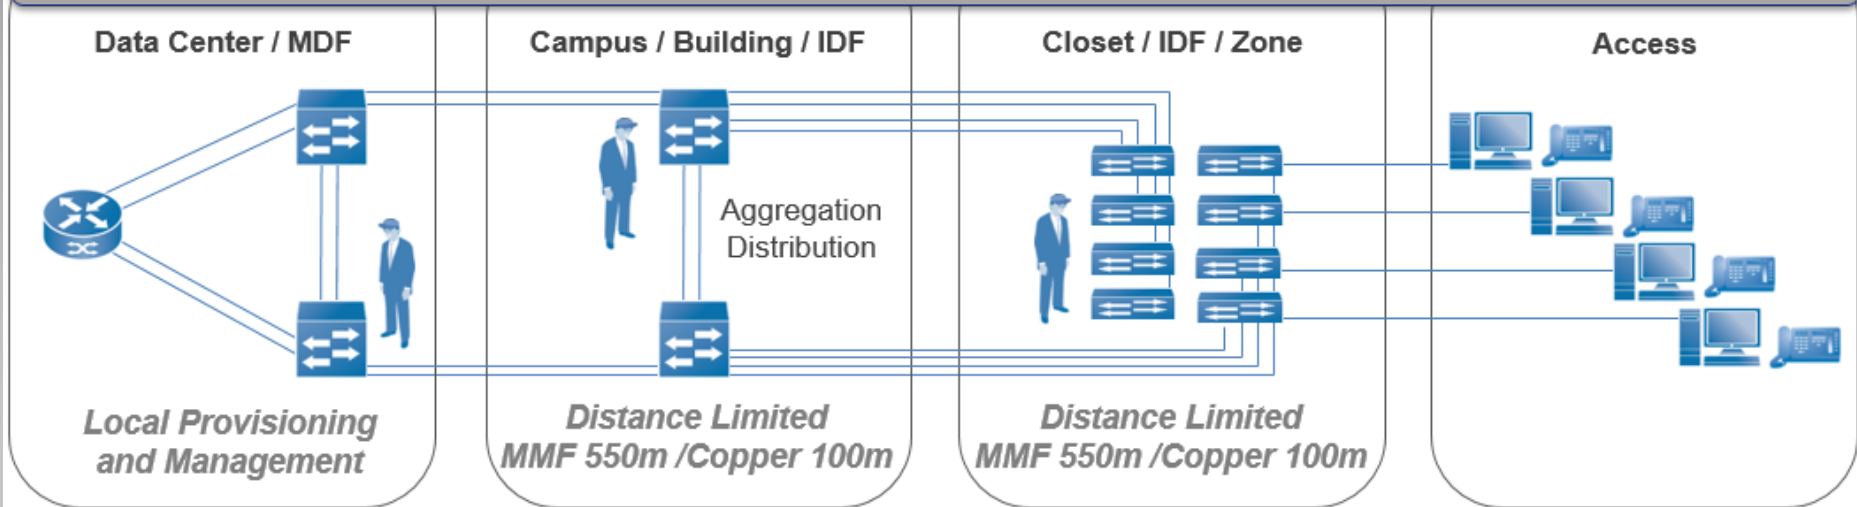 Data Center / MDF
Campus / Building / IDF
Closet / IDF / Zone
Access
Aggregation
Distribution
Local Provisioning
and Management
Distance Limited
MMF 550m /Copper 100m
Distance Limited
MMF 550m /Copper 100m